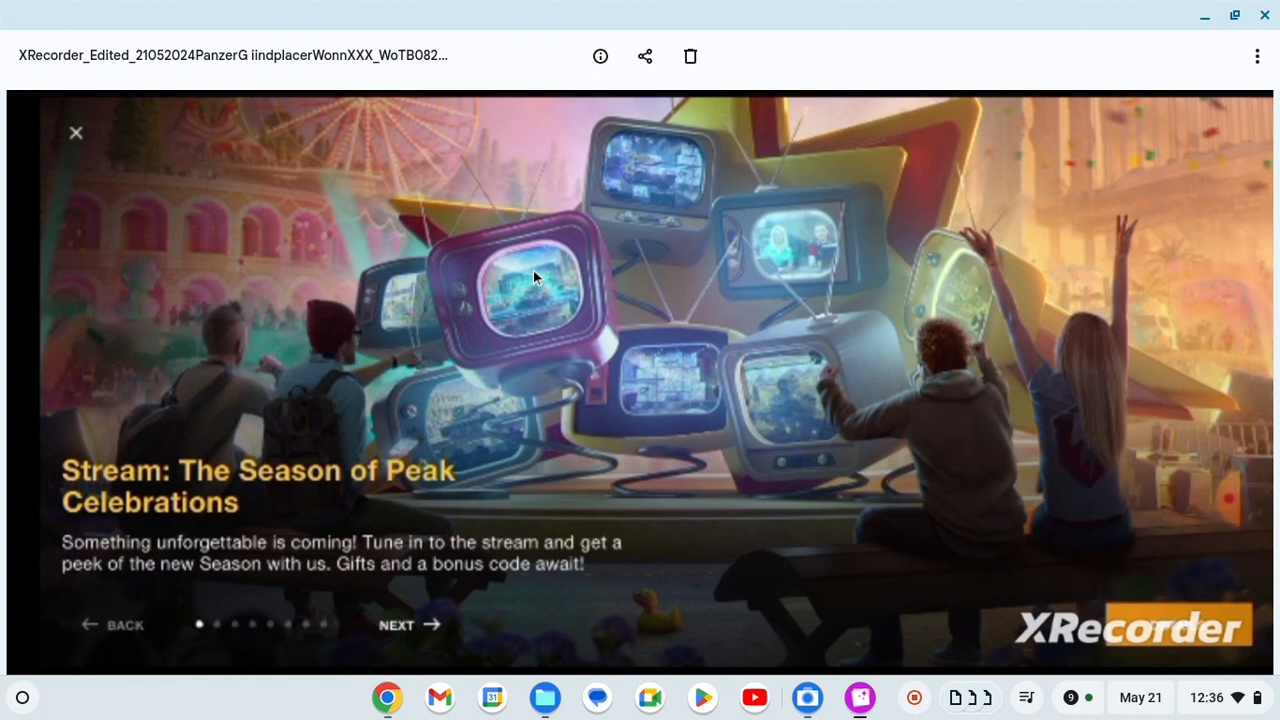 XRecorder_Edited_21052024PanzerG iindplacerWonnXXX_WoTB082...
Stream: The Season of Peak
Celebrations
Something unforgettable is coming! Tune in to the stream and get a
peek of the new Season with us. Gifts and a bonus code await!
BACK
NEXT
XRecorder
31
9
May 21
12:36